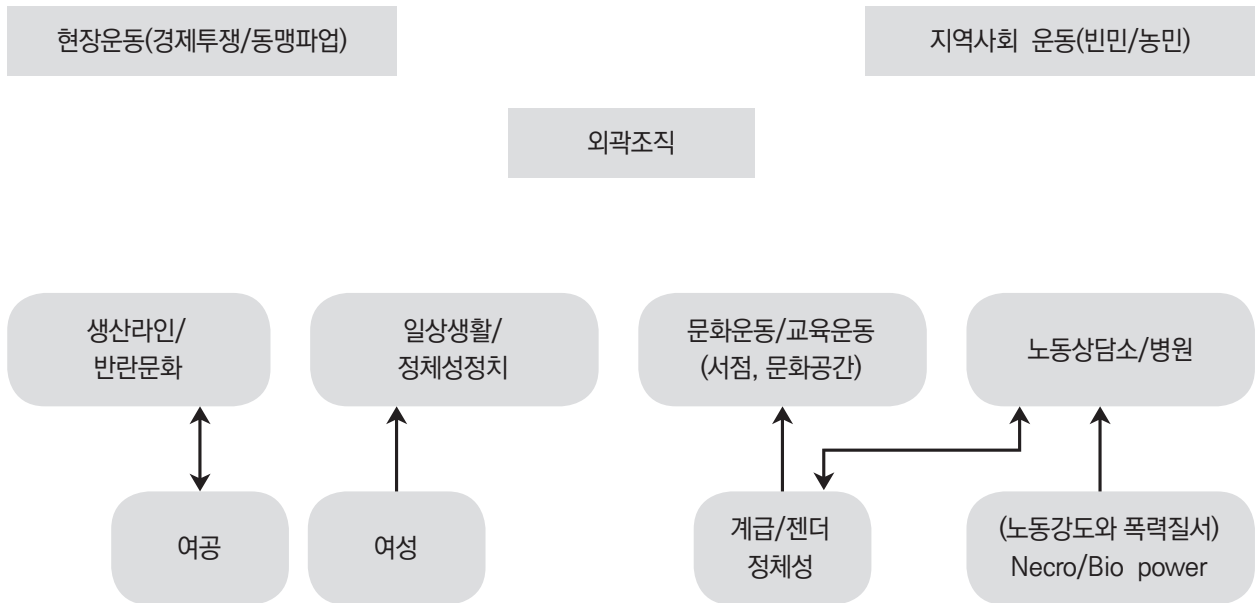 현장운동(경제투쟁/동맹파업)
지역사회 운동(빈민/농민)
외곽조직
생산라인/
반란문화
일상생활/
정체성정치
문화운동/교육운동
(서점, 문화공간)
노동상담소/병원
여공
여성
계급/젠더
정체성
(노동강도와 폭력질서)
Necro/Bio power